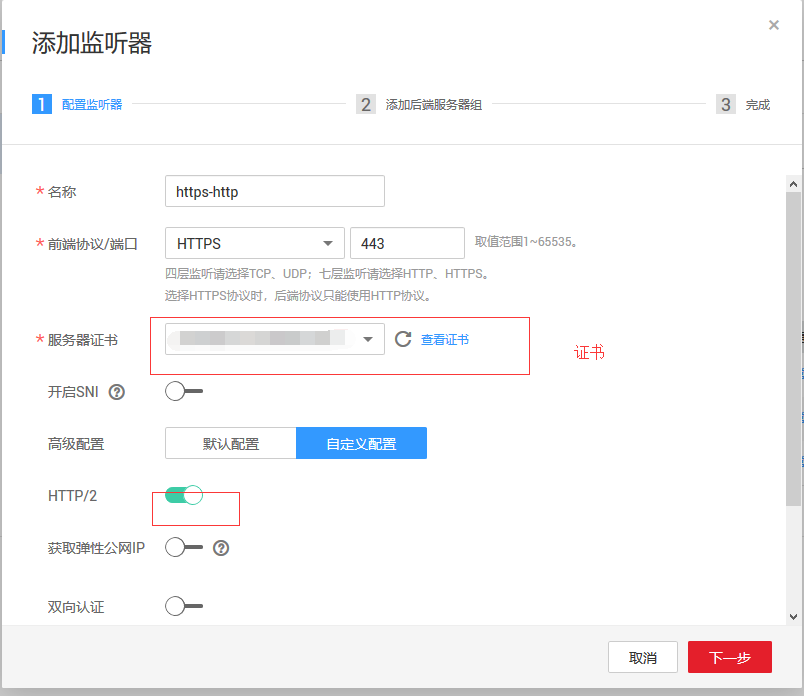 添加监听器
1 配置监听器 2 添加后端服务器组 3 完成
* 名称 https-http
* 前端协议/端口 HTTPS 443 取值范围1~65535。
四层监听请选择TCP、UDP；七层监听请选择HTTP、HTTPS。
选择HTTPS协议时，后端协议只能使用HTTP协议。
* 服务器证书 查看证书 证书
开启SNI ?
高级配置 默认配置 自定义配置
HTTP/2
获取弹性公网IP ?
双向认证
取消 下一步